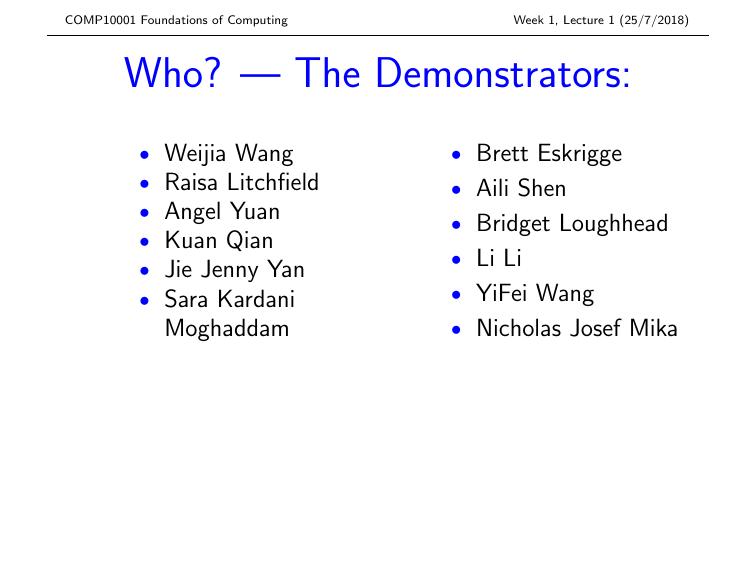 COMP10001 Foundations of Computing
Week 1, Lecture 1 (25/7/2018)
Who? — The Demonstrators:
• Weijia Wang
• Raisa Litchfield
• Angel Yuan
• Kuan Qian
• Jie Jenny Yan
• Sara Kardani
Moghaddam
• Brett Eskrigge
• Aili Shen
• Bridget Loughhead
• Li Li
• YiFei Wang
• Nicholas Josef Mika